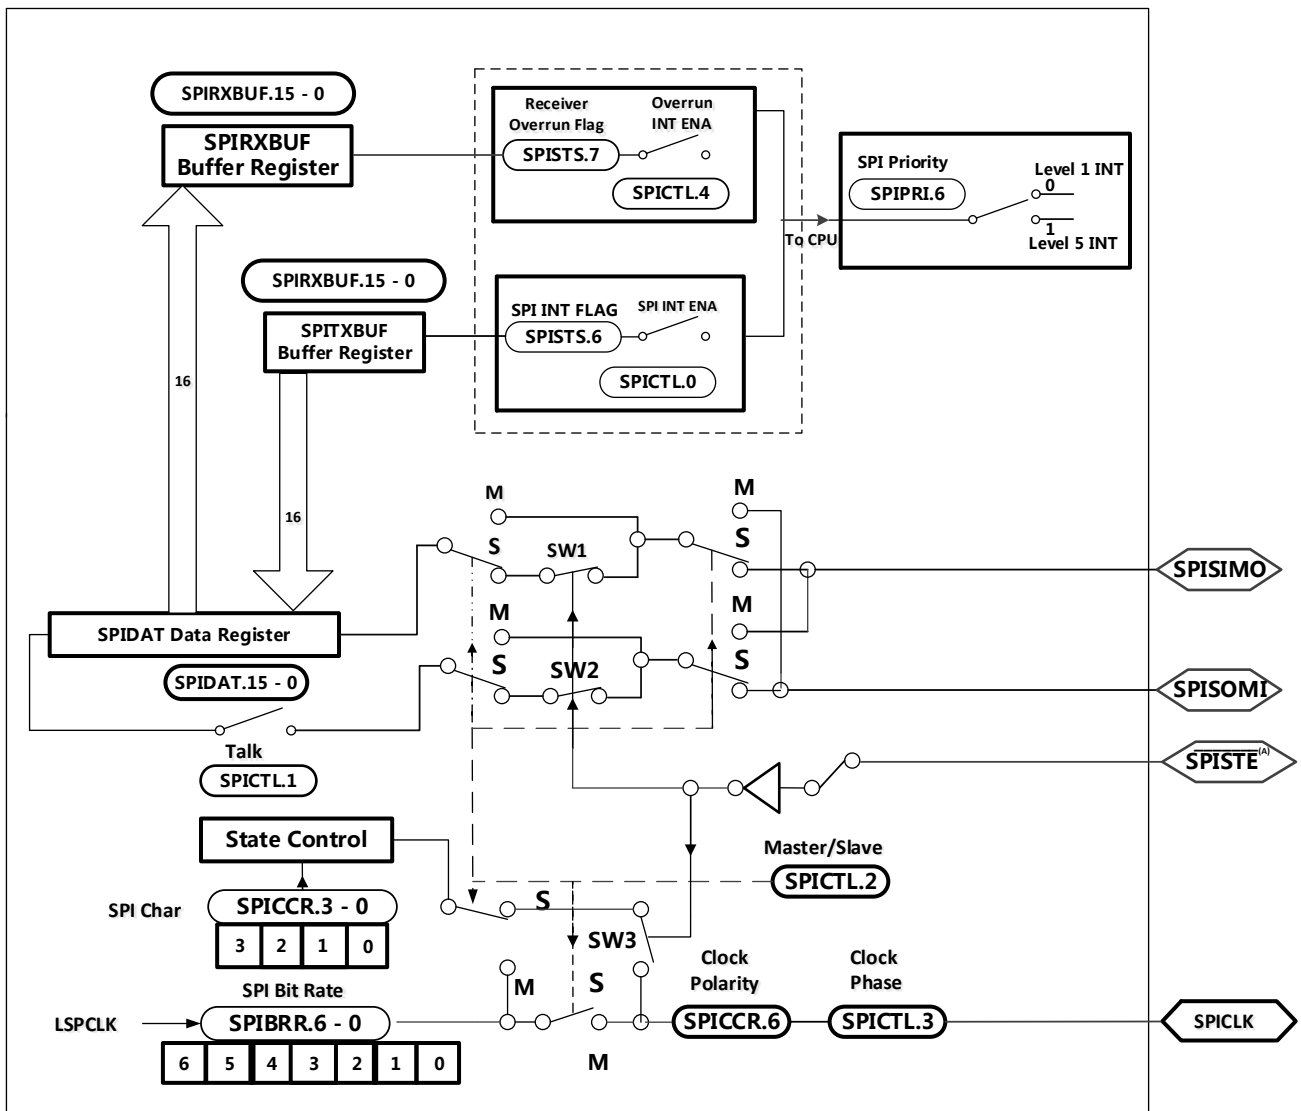 SPIRXBUF.15 - 0
SPIRXBUF
Buffer Register
Receiver
Overrun Flag
Overrun
INT ENA
SPISTS.7
SPICTL.4
SPI Priority
SPIPRI.6
Level 1 INT
0
1
Level 5 INT
To CPU
SPIRXBUF.15 - 0
SPITXBUF
Buffer Register
SPI INT FLAG
SPI INT ENA
SPISTS.6
SPICTL.0
16
16
M
S
SW1
M
S
SPISIMO
SPIDAT Data Register
SPIDAT.15 - 0
M
S
SW2
M
S
SPISOMI
Talk
SPICTL.1
SPISTE (A)
State Control
Master/Slave
SPICTL.2
SPI Char
SPICCR.3 - 0
3 2 1 0
S
SW3
M
S
M
Clock
Polarity
SPICCR.6
Clock
Phase
SPICTL.3
SPICLK
SPI Bit Rate
LSPCLK
SPIBRR.6 - 0
6 5 4 3 2 1 0